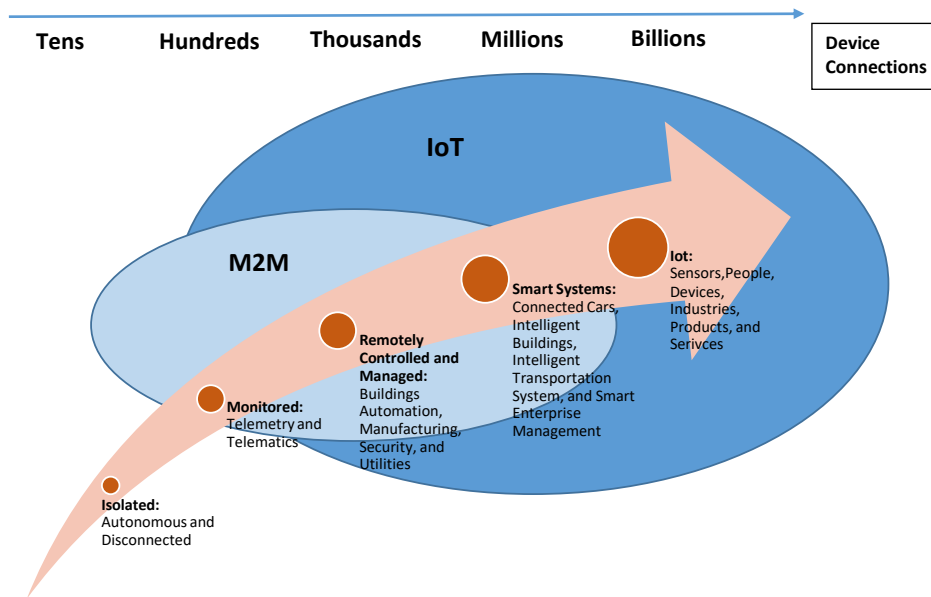 Tens Hundreds Thousands Millions Billions
Device
Connections
IoT
M2M
Iot:
Sensors,People,
Devices,
Industries,
Products, and
Serivces
Smart Systems:
Connected Cars,
Intelligent
Buildings,
Intelligent
Transportation
System, and Smart
Enterprise
Management
Remotely
Controlled and
Managed:
Buildings
Automation,
Manufacturing,
Security, and
Utilities
Monitored:
Telemetry and
Telematics
Isolated:
Autonomous and
Disconnected